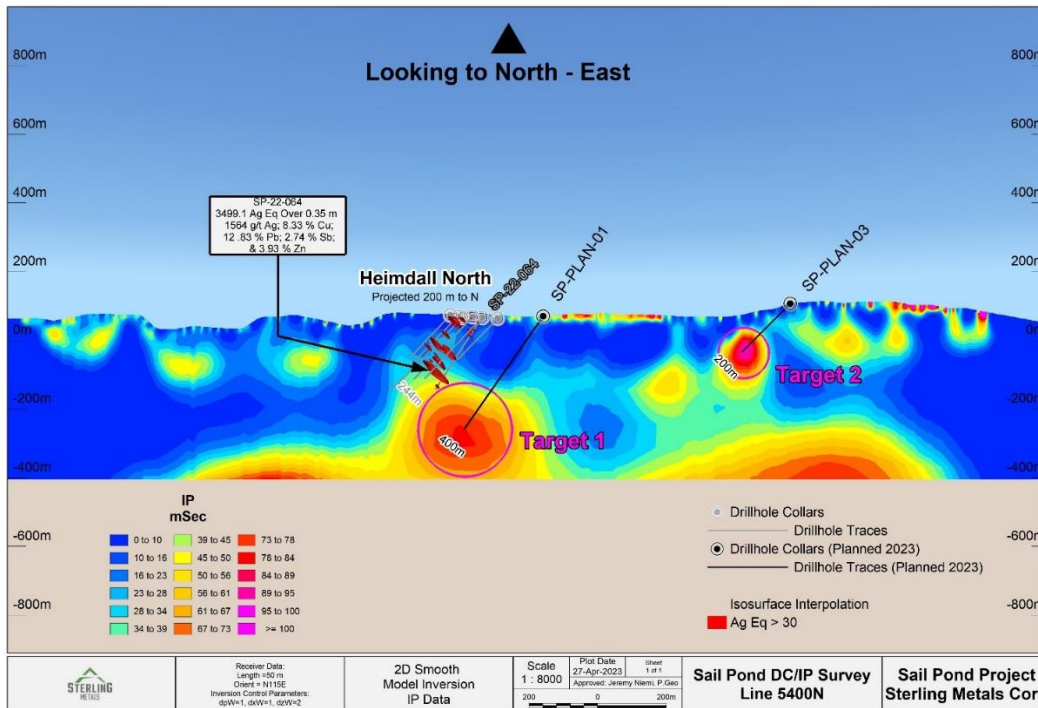 800m
600m
400m
200m
0m
-200m
-400m
-600m
-800m
Looking to North - East
SP-22-064
3499.1 Ag Eq Over 0.35 m
1564 g/t Ag; 8.33 % Cu;
12 .83 % Pb; 2.74 % Sb;
& 3.93 % Zn
Heimdall North
Projected 200 m to N
SP-22-064
SP-PLAN-01
SP-PLAN-03
244m
400m
Target 1
200m
Target 2
800m
600m
400m
200m
0m
-200m
-400m
-600m
-800m
IP
mSec
0 to 10
10 to 16
16 to 23
23 to 28
28 to 34
34 to 39
39 to 45
45 to 50
50 to 56
56 to 61
61 to 67
67 to 73
73 to 78
78 to 84
84 to 89
89 to 95
95 to 100
>= 100
Drillhole Collars
Drillhole Traces
Drillhole Collars (Planned 2023)
Drillhole Traces (Planned 2023)
Isosurface Interpolation
Ag Eq > 30
STERLING
METALS
Receiver Data:
Length =50 m
Orient = N115E
Inversion Control Parameters:
dpW=1, dxW=1, dzW=2
2D Smooth
Model Inversion
IP Data
Scale
1 : 8000
Plot Date
27-Apr-2023
Sheet
1 of 1
Approved: Jeremy Niemi, P.Geo
200 0 200m
Sail Pond DC/IP Survey
Line 5400N
Sail Pond Project
Sterling Metals Cor